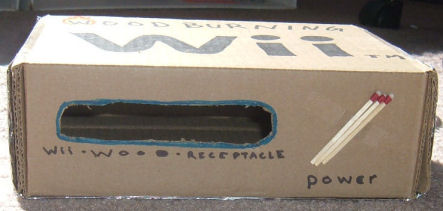 WOOD BURNING
Wii TM
Wii·WOOD·RECEPTACLE
power